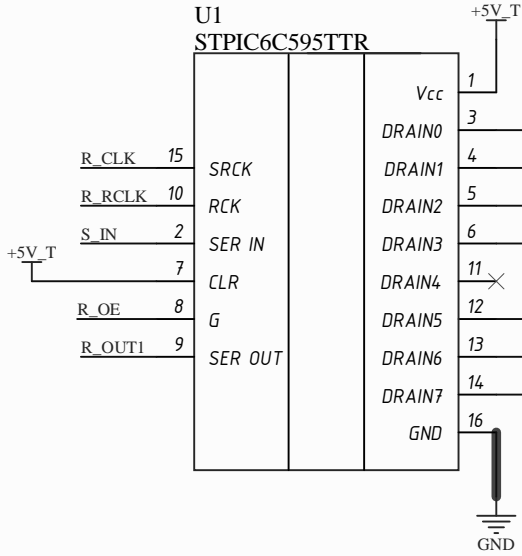 U1
+5V_T
STPIC6C595TTR
Vcc 1
DRAIN0 3
R_CLK 15 SRCK DRAIN1 4
R_RCLK 10 RCK DRAIN2 5
S_IN 2 SER IN DRAIN3 6
+5V_T 7 CLR DRAIN4 11
R_OE 8 G DRAIN5 12
R_OUT1 9 SER OUT DRAIN6 13
DRAIN7 14
GND 16
GND